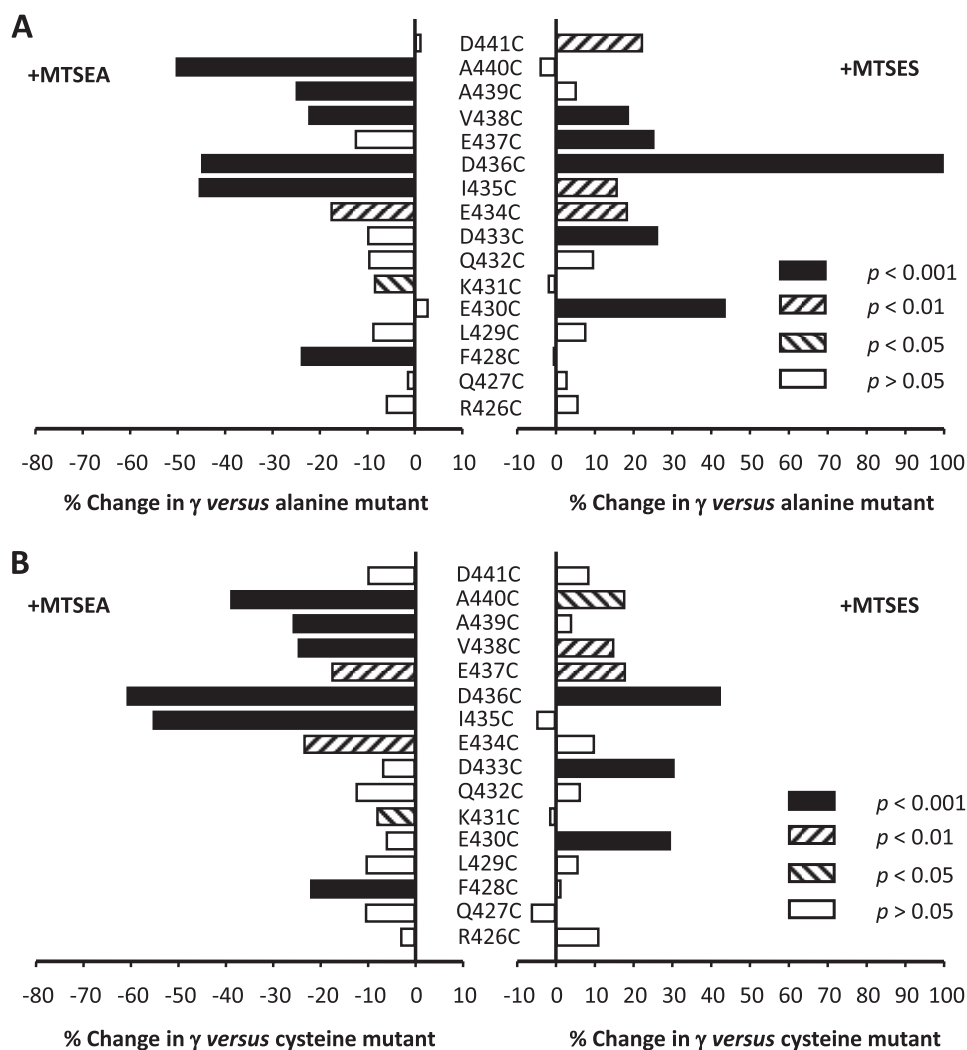 A
+MTSEA
+MTSES
D441C
A440C
A439C
V438C
E437C
D436C
I435C
E434C
D433C
Q432C
K431C
E430C
L429C
F428C
Q427C
R426C
p < 0.001
p < 0.01
p < 0.05
p > 0.05
-80 -70 -60 -50 -40 -30 -20 -10 0 10
-10 0 10 20 30 40 50 60 70 80 90 100
% Change in γ versus alanine mutant
% Change in γ versus alanine mutant
B
+MTSEA
+MTSES
D441C
A440C
A439C
V438C
E437C
D436C
I435C
E434C
D433C
Q432C
K431C
E430C
L429C
F428C
Q427C
R426C
p < 0.001
p < 0.01
p < 0.05
p > 0.05
-80 -70 -60 -50 -40 -30 -20 -10 0 10
-10 0 10 20 30 40 50 60 70 80 90 100
% Change in γ versus cysteine mutant
% Change in γ versus cysteine mutant